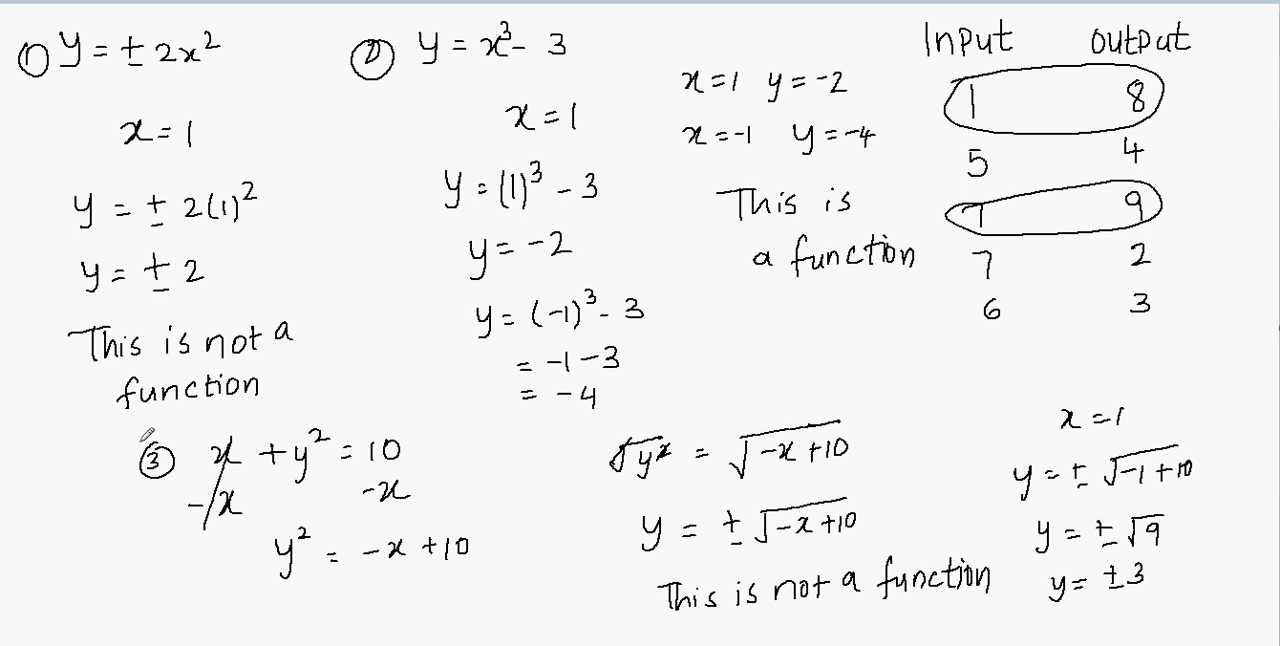 ① y = ± 2x²
x = 1
y = ± 2(1)²
y = ± 2
This is not a
function
② y = x³ - 3
x = 1
y = (1)³ - 3
y = -2
y = (-1)³ - 3
= -1 - 3
= -4
x = 1 y = -2
x = -1 y = -4
This is
a function
Input output
1 8
5 4
7 9
7 2
6 3
③ x + y² = 10
-x -x
y² = -x + 10
√y² = √-x + 10
y = ± √-x + 10
This is not a function
x = 1
y = ± √-1 + 10
y = ± √9
y = ± 3